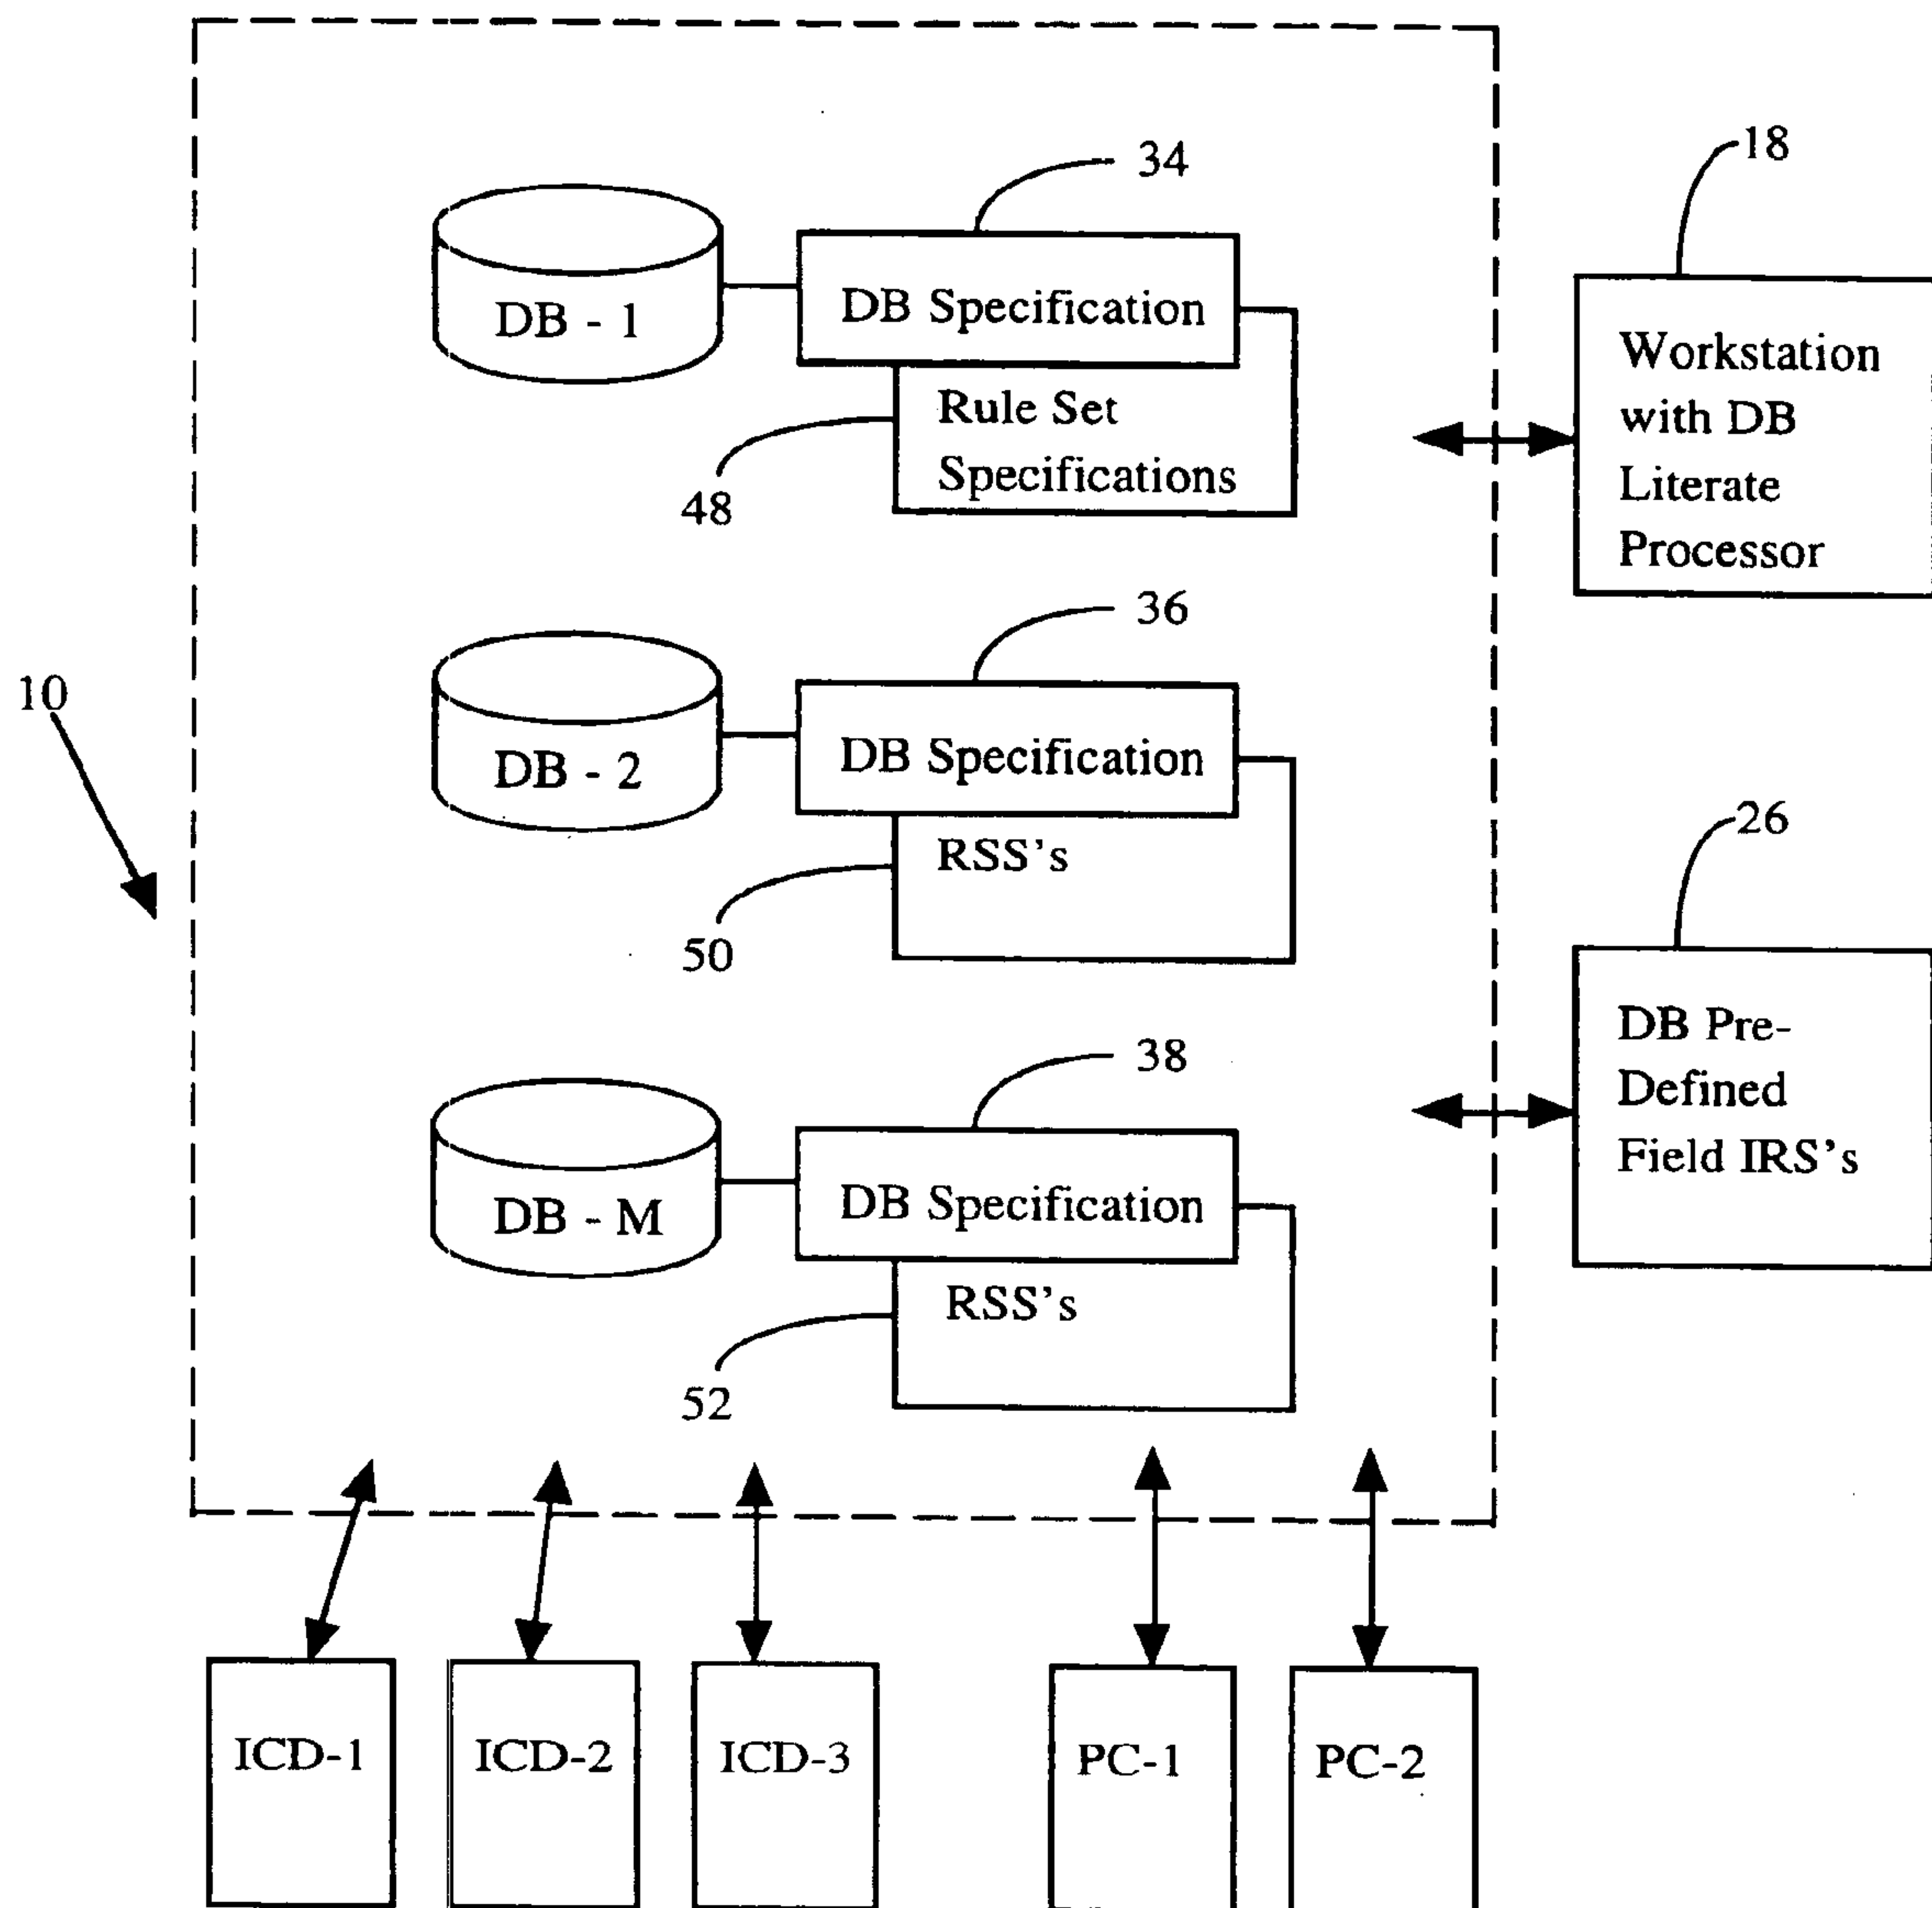 34
18
DB - 1
DB Specification
Rule Set
Specifications
48
Workstation
with DB
Literate
Processor
36
10
DB - 2
DB Specification
RSS's
50
26
DB Pre-
Defined
Field IRS's
38
DB - M
DB Specification
RSS's
52
ICD-1
ICD-2
ICD-3
PC-1
PC-2